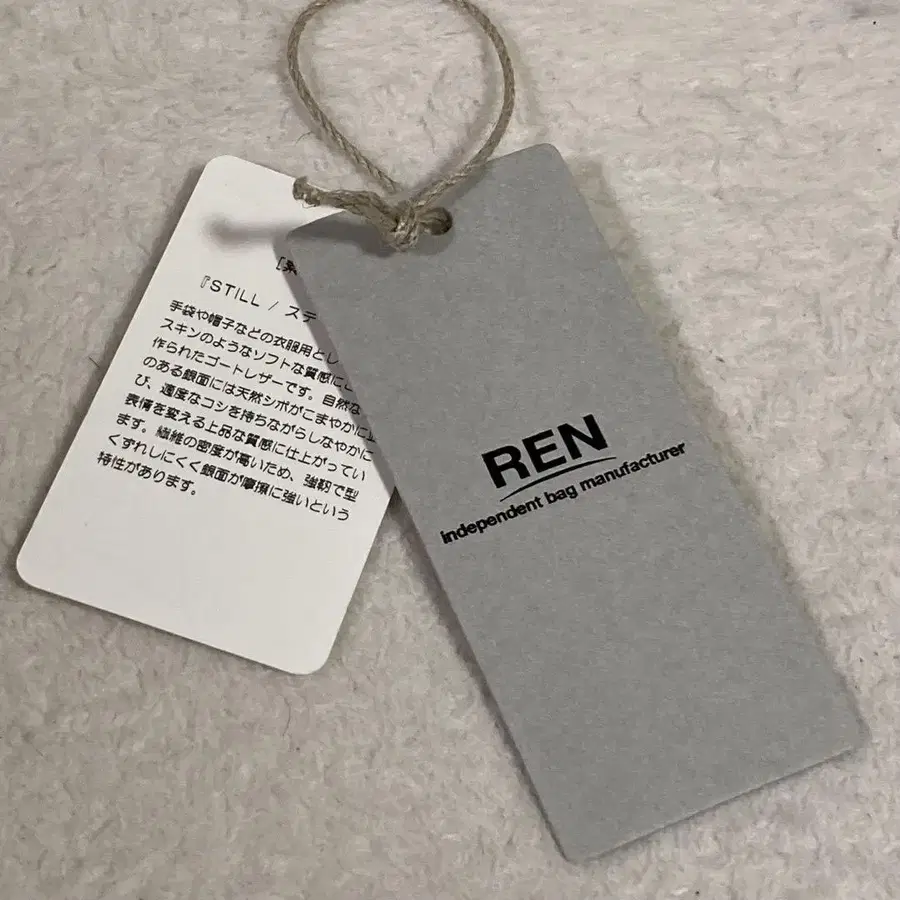 『STILL / ステ
手袋や帽子などの衣服用とし
スキンのようなソフトな質感に
作られたゴートレザーです。自然な
のある銀面には天然シボがこまやかに
び、適度なコシを持ちながらしなやかに
表情を変える上品な質感に仕上がってい
ます。繊維の密度が高いため、強靭で型
くずれしにくく銀面が摩擦に強いという
特性があります。
REN
Independent bag manufacturer